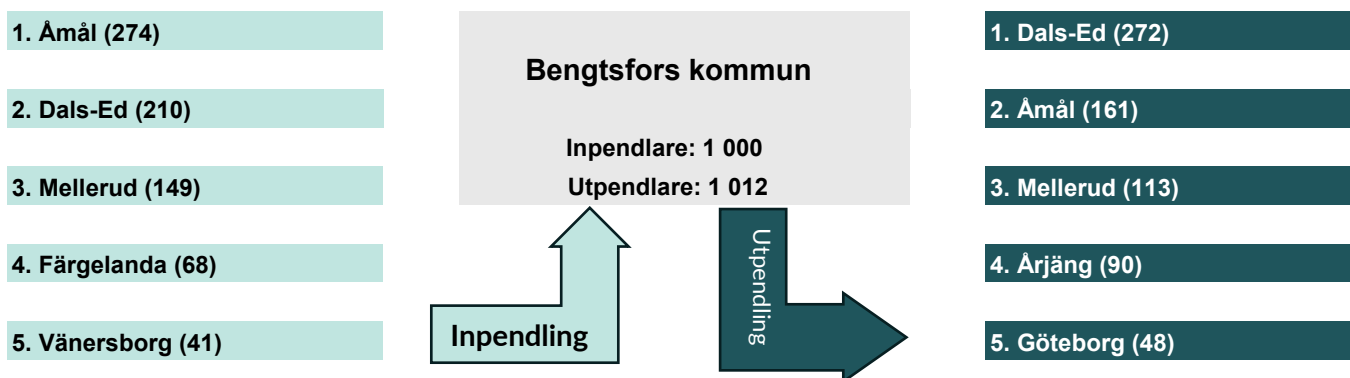 1. Åmål (274)
2. Dals-Ed (210)
3. Mellerud (149)
4. Färgelanda (68)
5. Vänersborg (41)
Bengtsfors kommun
Inpendlare: 1 000
Utpendlare: 1 012
Inpendling
Utpendling
1. Dals-Ed (272)
2. Åmål (161)
3. Mellerud (113)
4. Årjäng (90)
5. Göteborg (48)